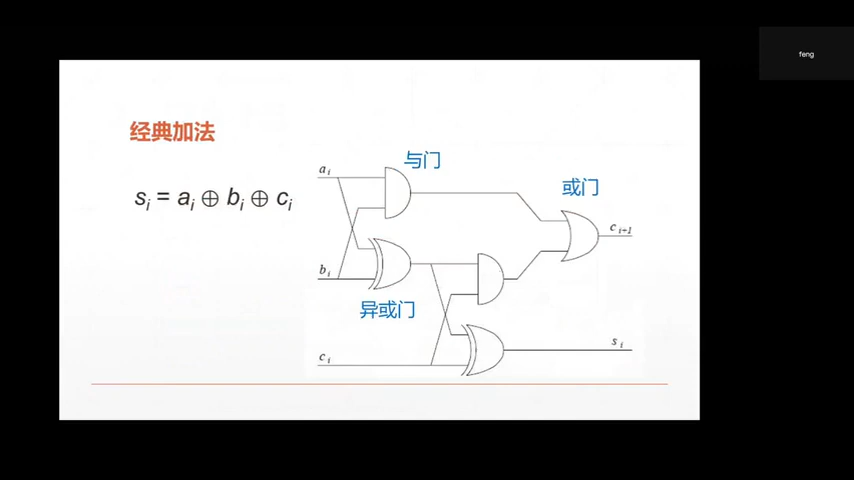 feng
经典加法
sᵢ = aᵢ ⊕ bᵢ ⊕ cᵢ
aᵢ
与门
或门
cᵢ₊₁
bᵢ
异或门
sᵢ
cᵢ